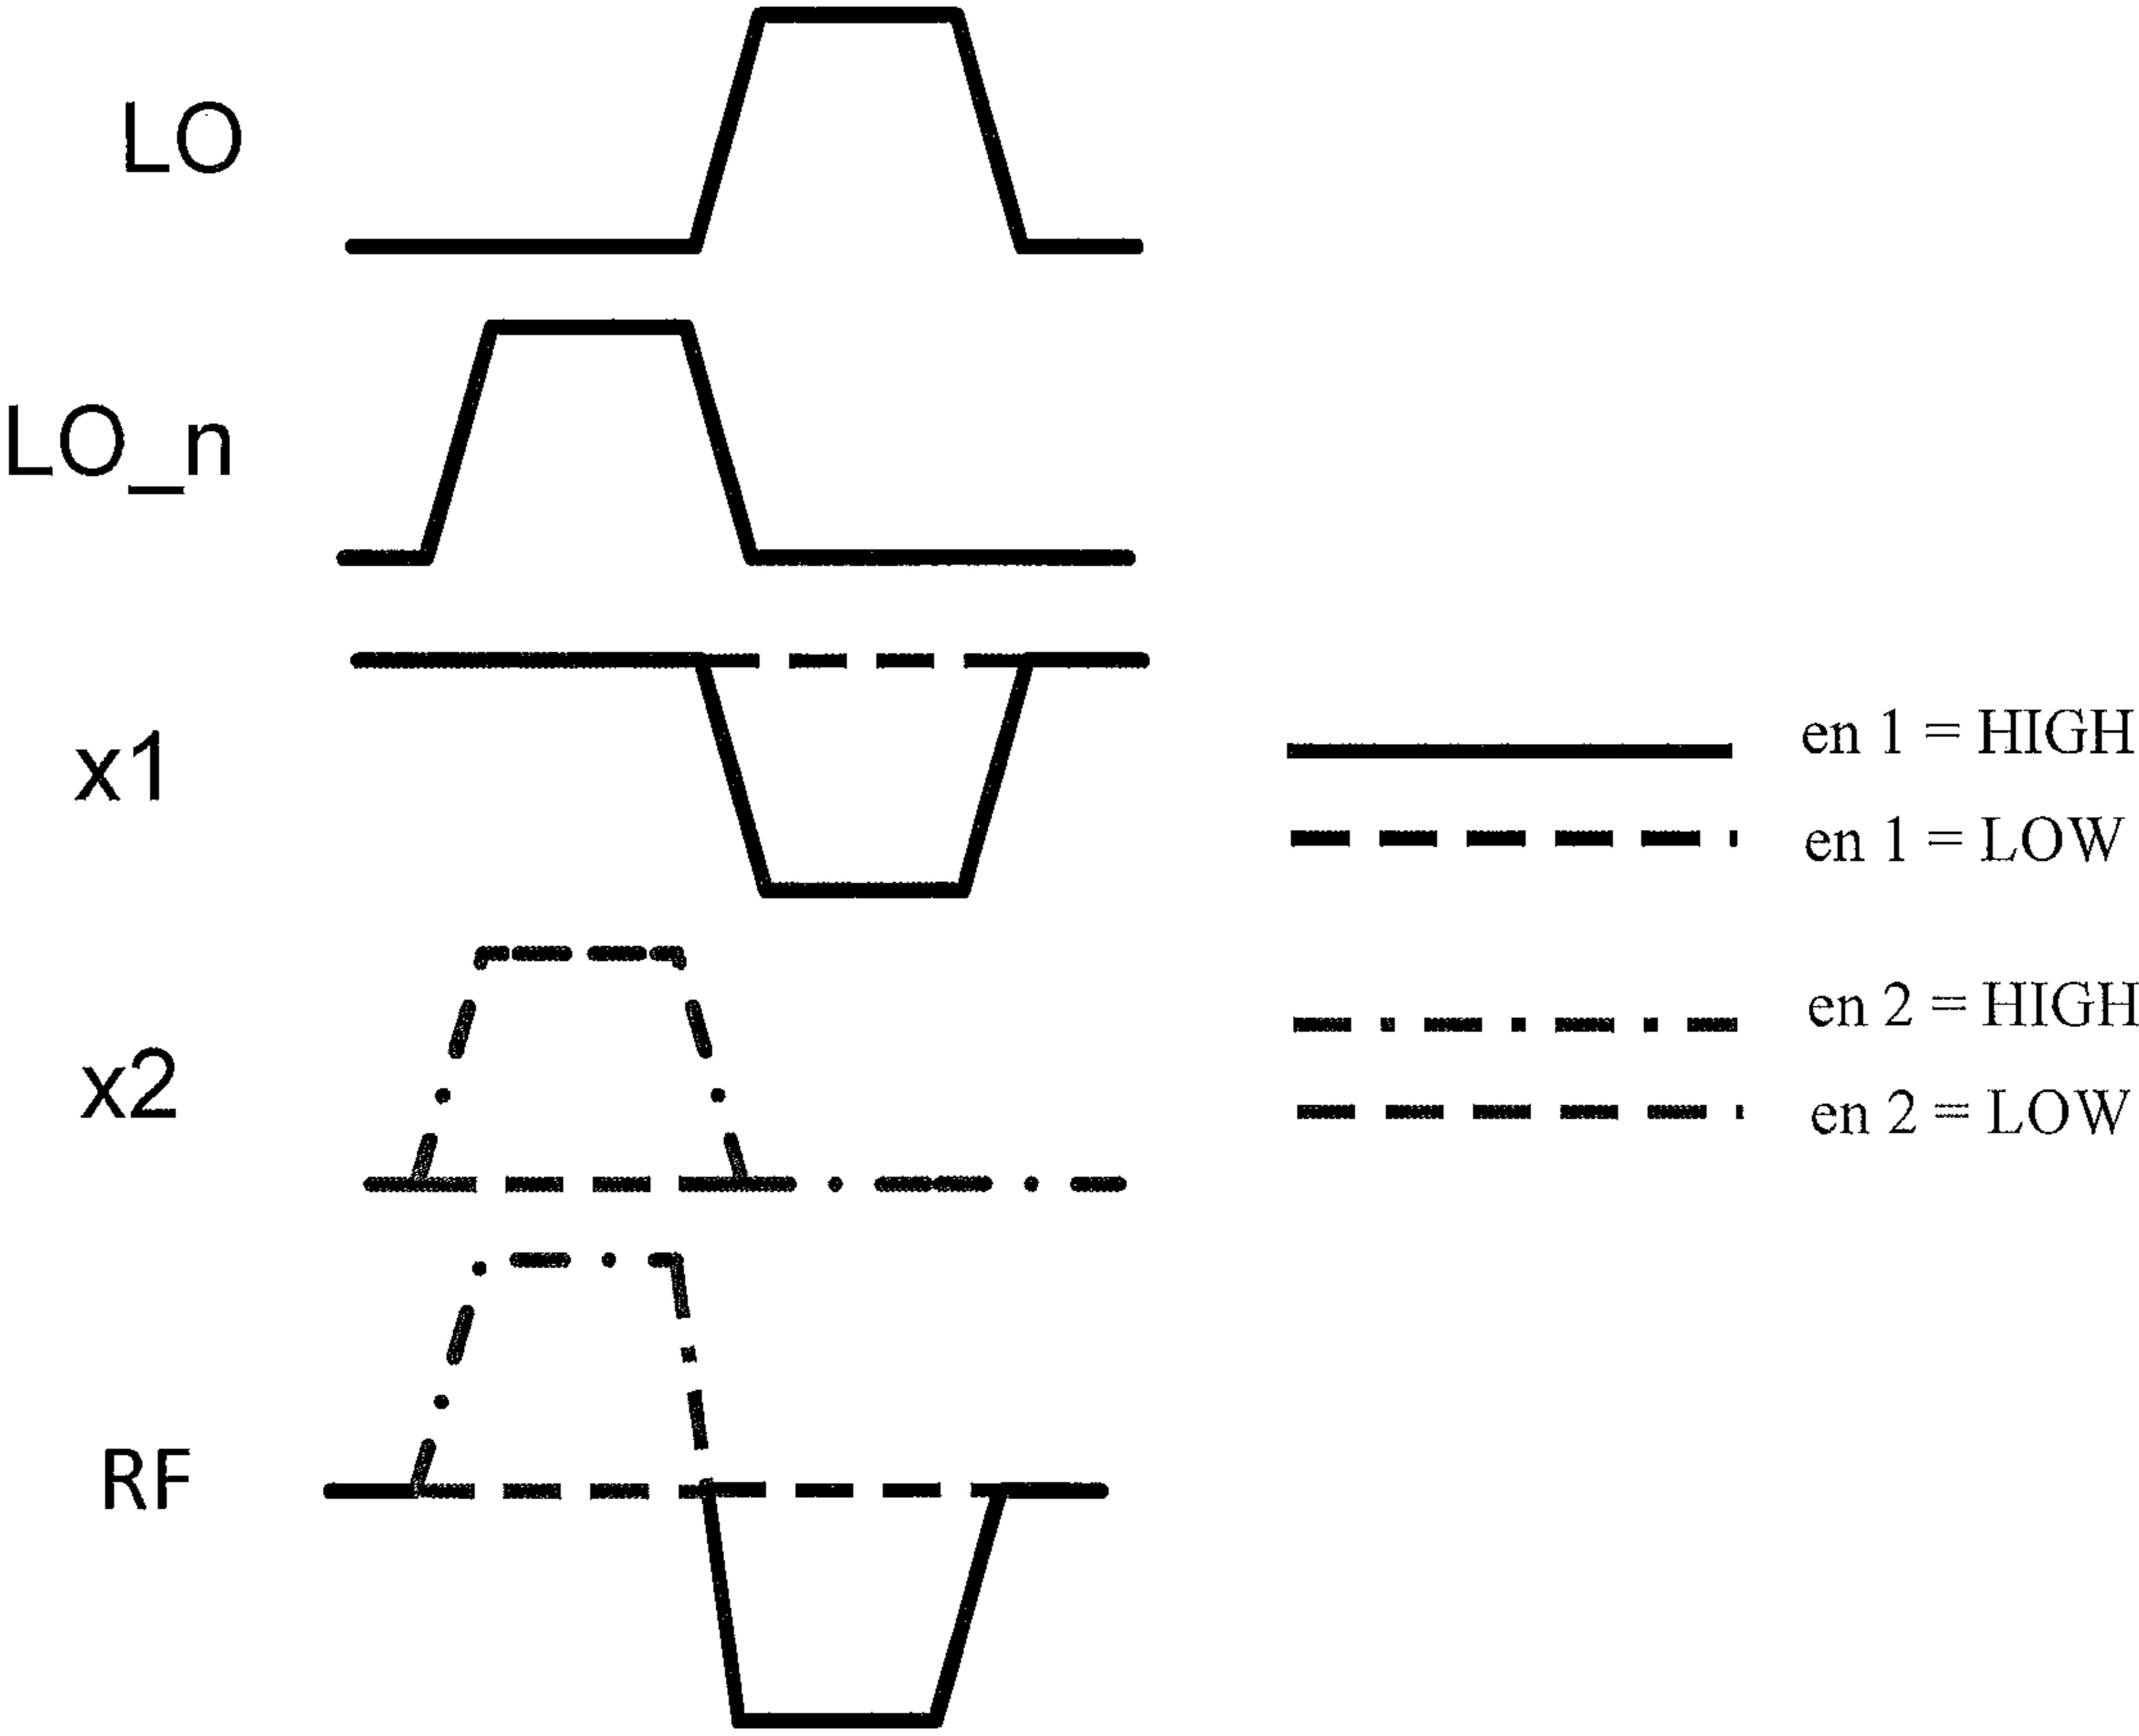 LO
LO_n
x1
en 1 = HIGH
en 1 = LOW
x2
en 2 = HIGH
en 2 = LOW
RF